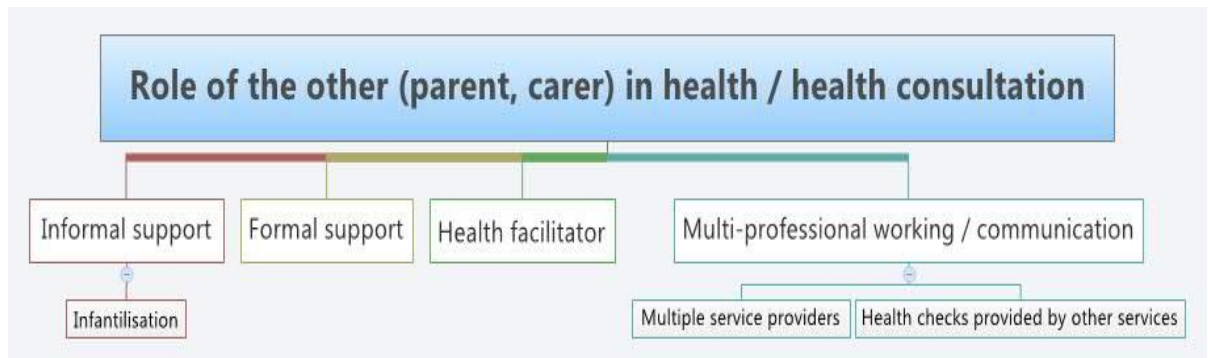 Role of the other (parent, carer) in health / health consultation
Informal support
Formal support
Health facilitator
Multi-professional working / communication
Infantilisation
Multiple service providers
Health checks provided by other services